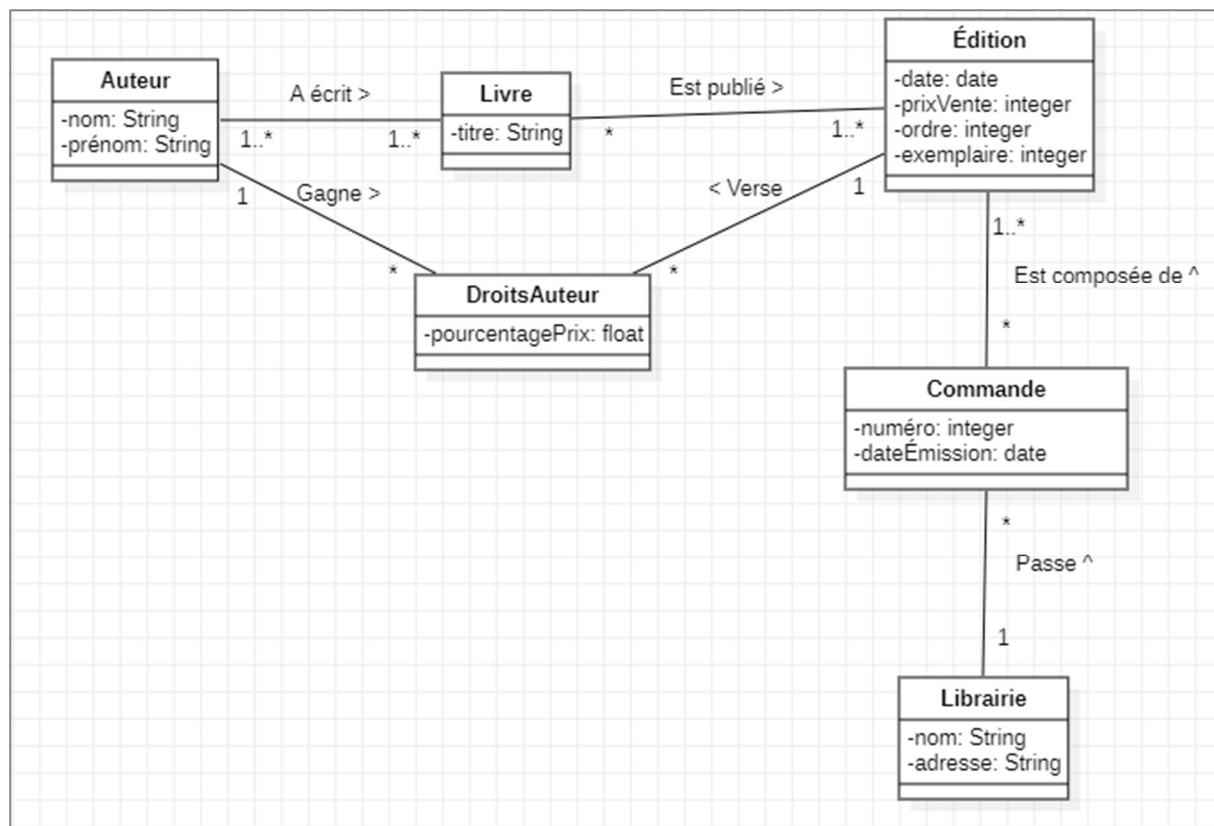 Auteur
-nom: String
-prénom: String
A écrit >
1..*
1..*
Livre
-titre: String
Est publié >
*
1..*
Édition
-date: date
-prixVente: integer
-ordre: integer
-exemplaire: integer
1
Gagne >
*
< Verse
1
*
DroitsAuteur
-pourcentagePrix: float
1..*
Est composée de ^
*
Commande
-numéro: integer
-dateÉmission: date
*
Passe ^
1
Librairie
-nom: String
-adresse: String